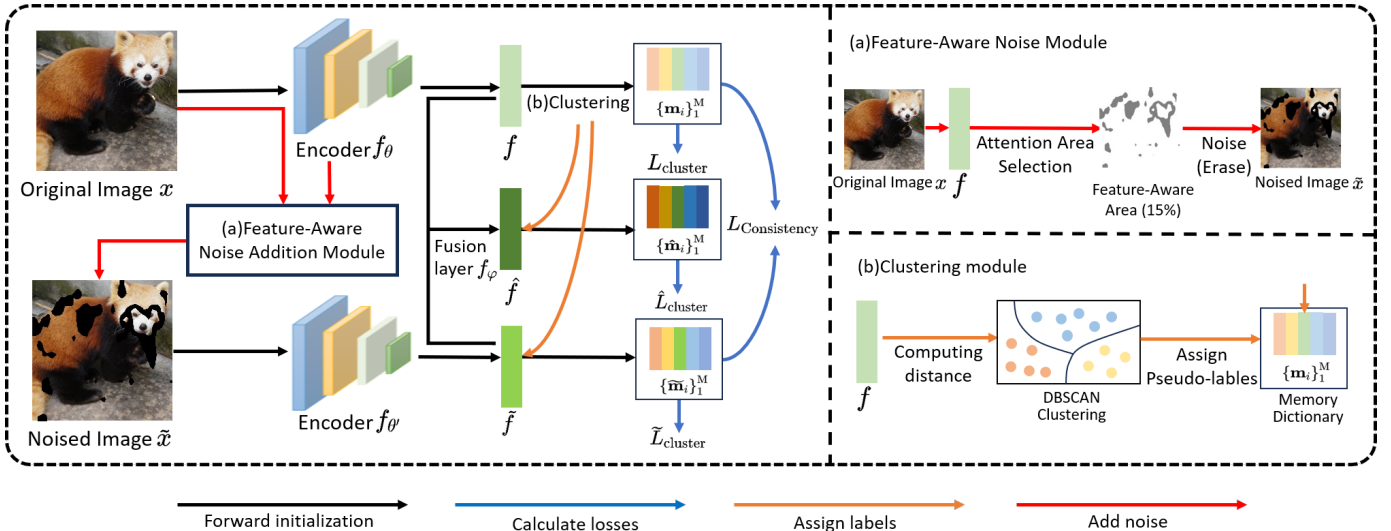 Original Image x
Encoder f_θ
(a)Feature-Aware
Noise Addition Module
Noised Image x̃
Encoder f_θ′
f
Fusion
layer f_φ
f̂
f̃
(b)Clustering
{m_i}_1^M
L_cluster
{m̂_i}_1^M
L̂_cluster
{m̃_i}_1^M
L̃_cluster
L_Consistency
(a)Feature-Aware Noise Module
Original Image x
f
Attention Area
Selection
Feature-Aware
Area (15%)
Noise
(Erase)
Noised Image x̃
(b)Clustering module
f
Computing
distance
DBSCAN
Clustering
Assign
Pseudo-lables
{m_i}_1^M
Memory
Dictionary
Forward initialization
Calculate losses
Assign labels
Add noise